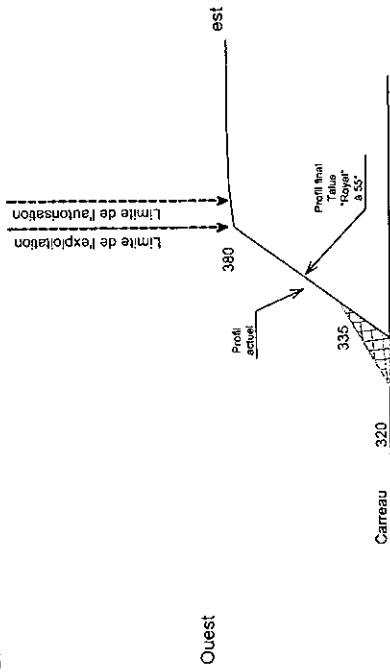 Limite de l'exploitation
Limite de l'autorisation
Ouest
est
380
Profil
actuel
Profil final
Talus
"Royal"
à 55°
335
320
Carreau